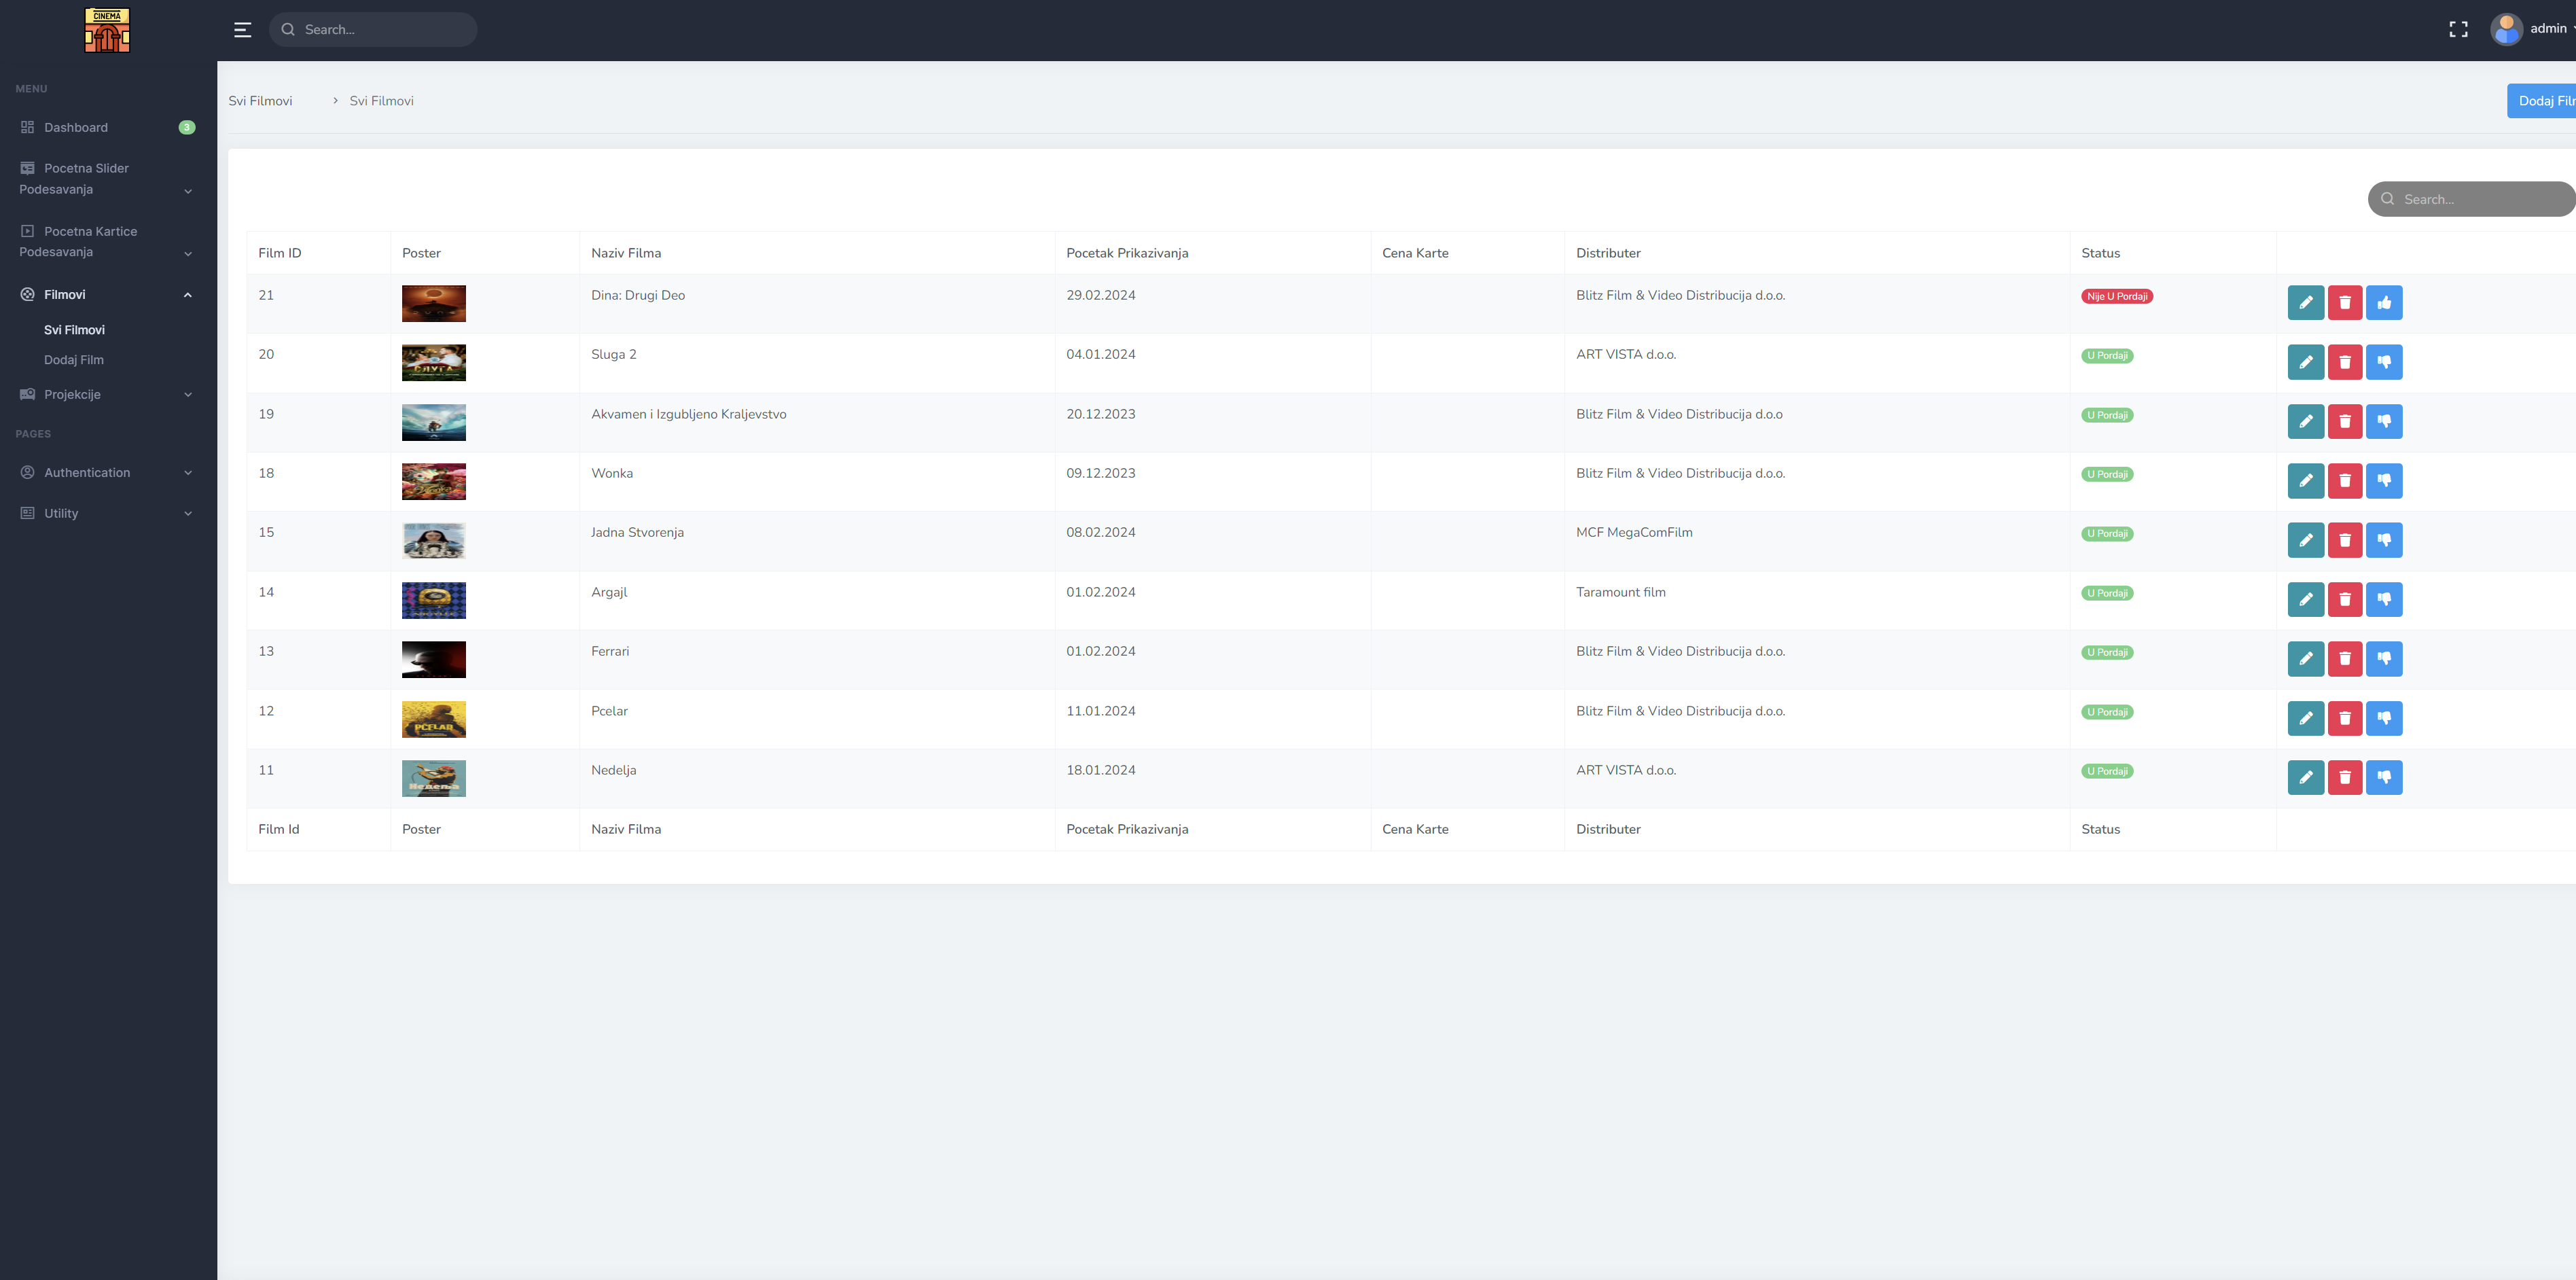 CINEMA
Search...
admin
MENU
Dashboard 3
Pocetna Slider
Podesavanja
Pocetna Kartice
Podesavanja
Filmovi
Svi Filmovi
Dodaj Film
Projekcije
PAGES
Authentication
Utility
Svi Filmovi > Svi Filmovi
Dodaj Fil
Search...
Film ID Poster Naziv Filma Pocetak Prikazivanja Cena Karte Distributer Status
21 Dina: Drugi Deo 29.02.2024 Blitz Film & Video Distribucija d.o.o. Nije U Pordaji
20 СЛУГА Sluga 2 04.01.2024 ART VISTA d.o.o. U Pordaji
19 Akvamen i Izgubljeno Kraljevstvo 20.12.2023 Blitz Film & Video Distribucija d.o.o U Pordaji
18 Wonka 09.12.2023 Blitz Film & Video Distribucija d.o.o. U Pordaji
15 Jadna Stvorenja 08.02.2024 MCF MegaComFilm U Pordaji
14 Argajl 01.02.2024 Taramount film U Pordaji
13 Ferrari 01.02.2024 Blitz Film & Video Distribucija d.o.o. U Pordaji
12 PČELAR Pcelar 11.01.2024 Blitz Film & Video Distribucija d.o.o. U Pordaji
11 Недеља Nedelja 18.01.2024 ART VISTA d.o.o. U Pordaji
Film Id Poster Naziv Filma Pocetak Prikazivanja Cena Karte Distributer Status